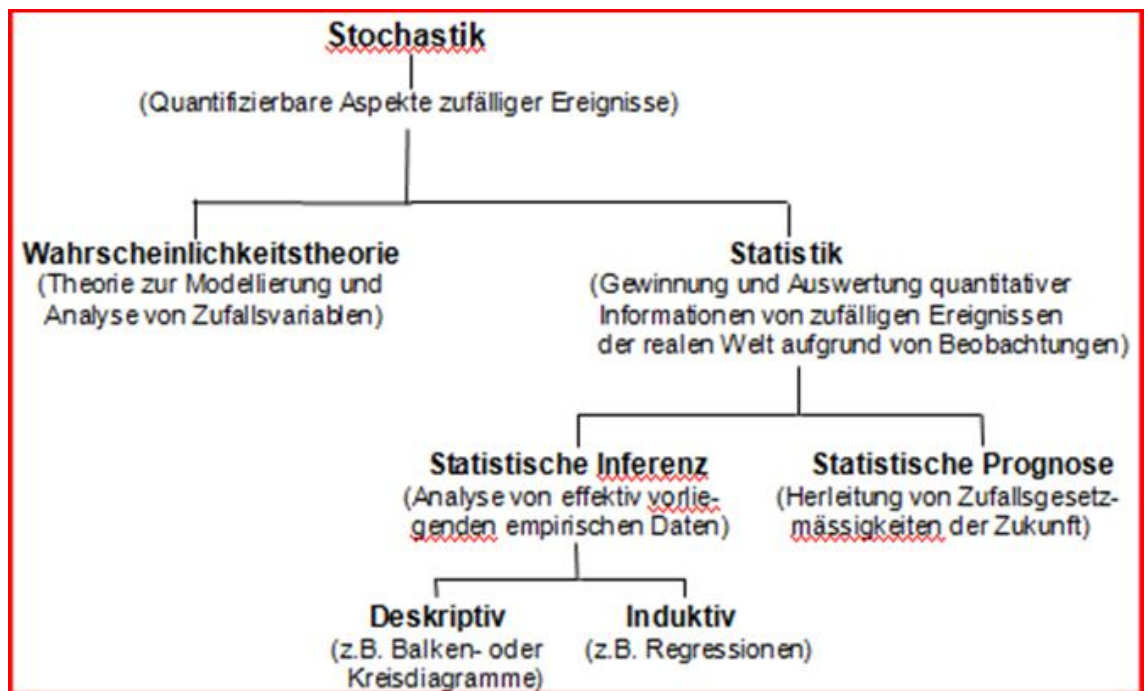 Stochastik
(Quantifizierbare Aspekte zufälliger Ereignisse)
Wahrscheinlichkeitstheorie
(Theorie zur Modellierung und
Analyse von Zufallsvariablen)
Statistik
(Gewinnung und Auswertung quantitativer
Informationen von zufälligen Ereignissen
der realen Welt aufgrund von Beobachtungen)
Statistische Inferenz
(Analyse von effektiv vorlie-
genden empirischen Daten)
Statistische Prognose
(Herleitung von Zufallsgesetz-
mässigkeiten der Zukunft)
Deskriptiv
(z.B. Balken- oder
Kreisdiagramme)
Induktiv
(z.B. Regressionen)